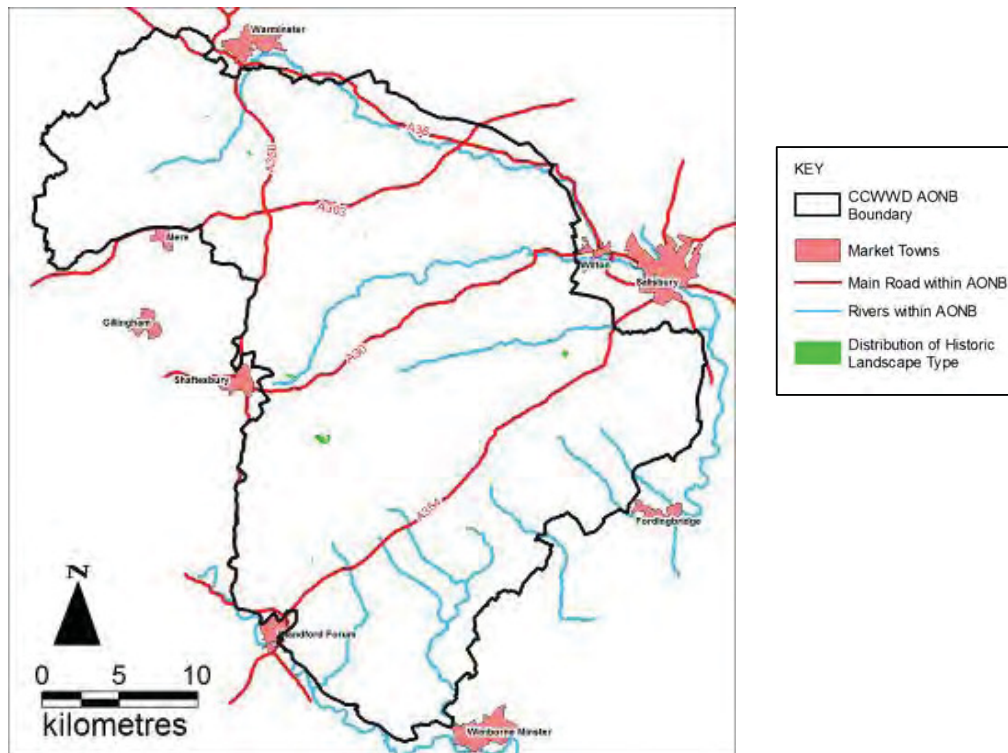 Warminster
A36
A350
A303
Mere
Wilton
Salisbury
Gillingham
A30
Shaftesbury
A354
Fordingbridge
Blandford Forum
Wimborne Minster
N
0 5 10
kilometres
KEY
CCWWD AONB
Boundary
Market Towns
Main Road within AONB
Rivers within AONB
Distribution of Historic
Landscape Type